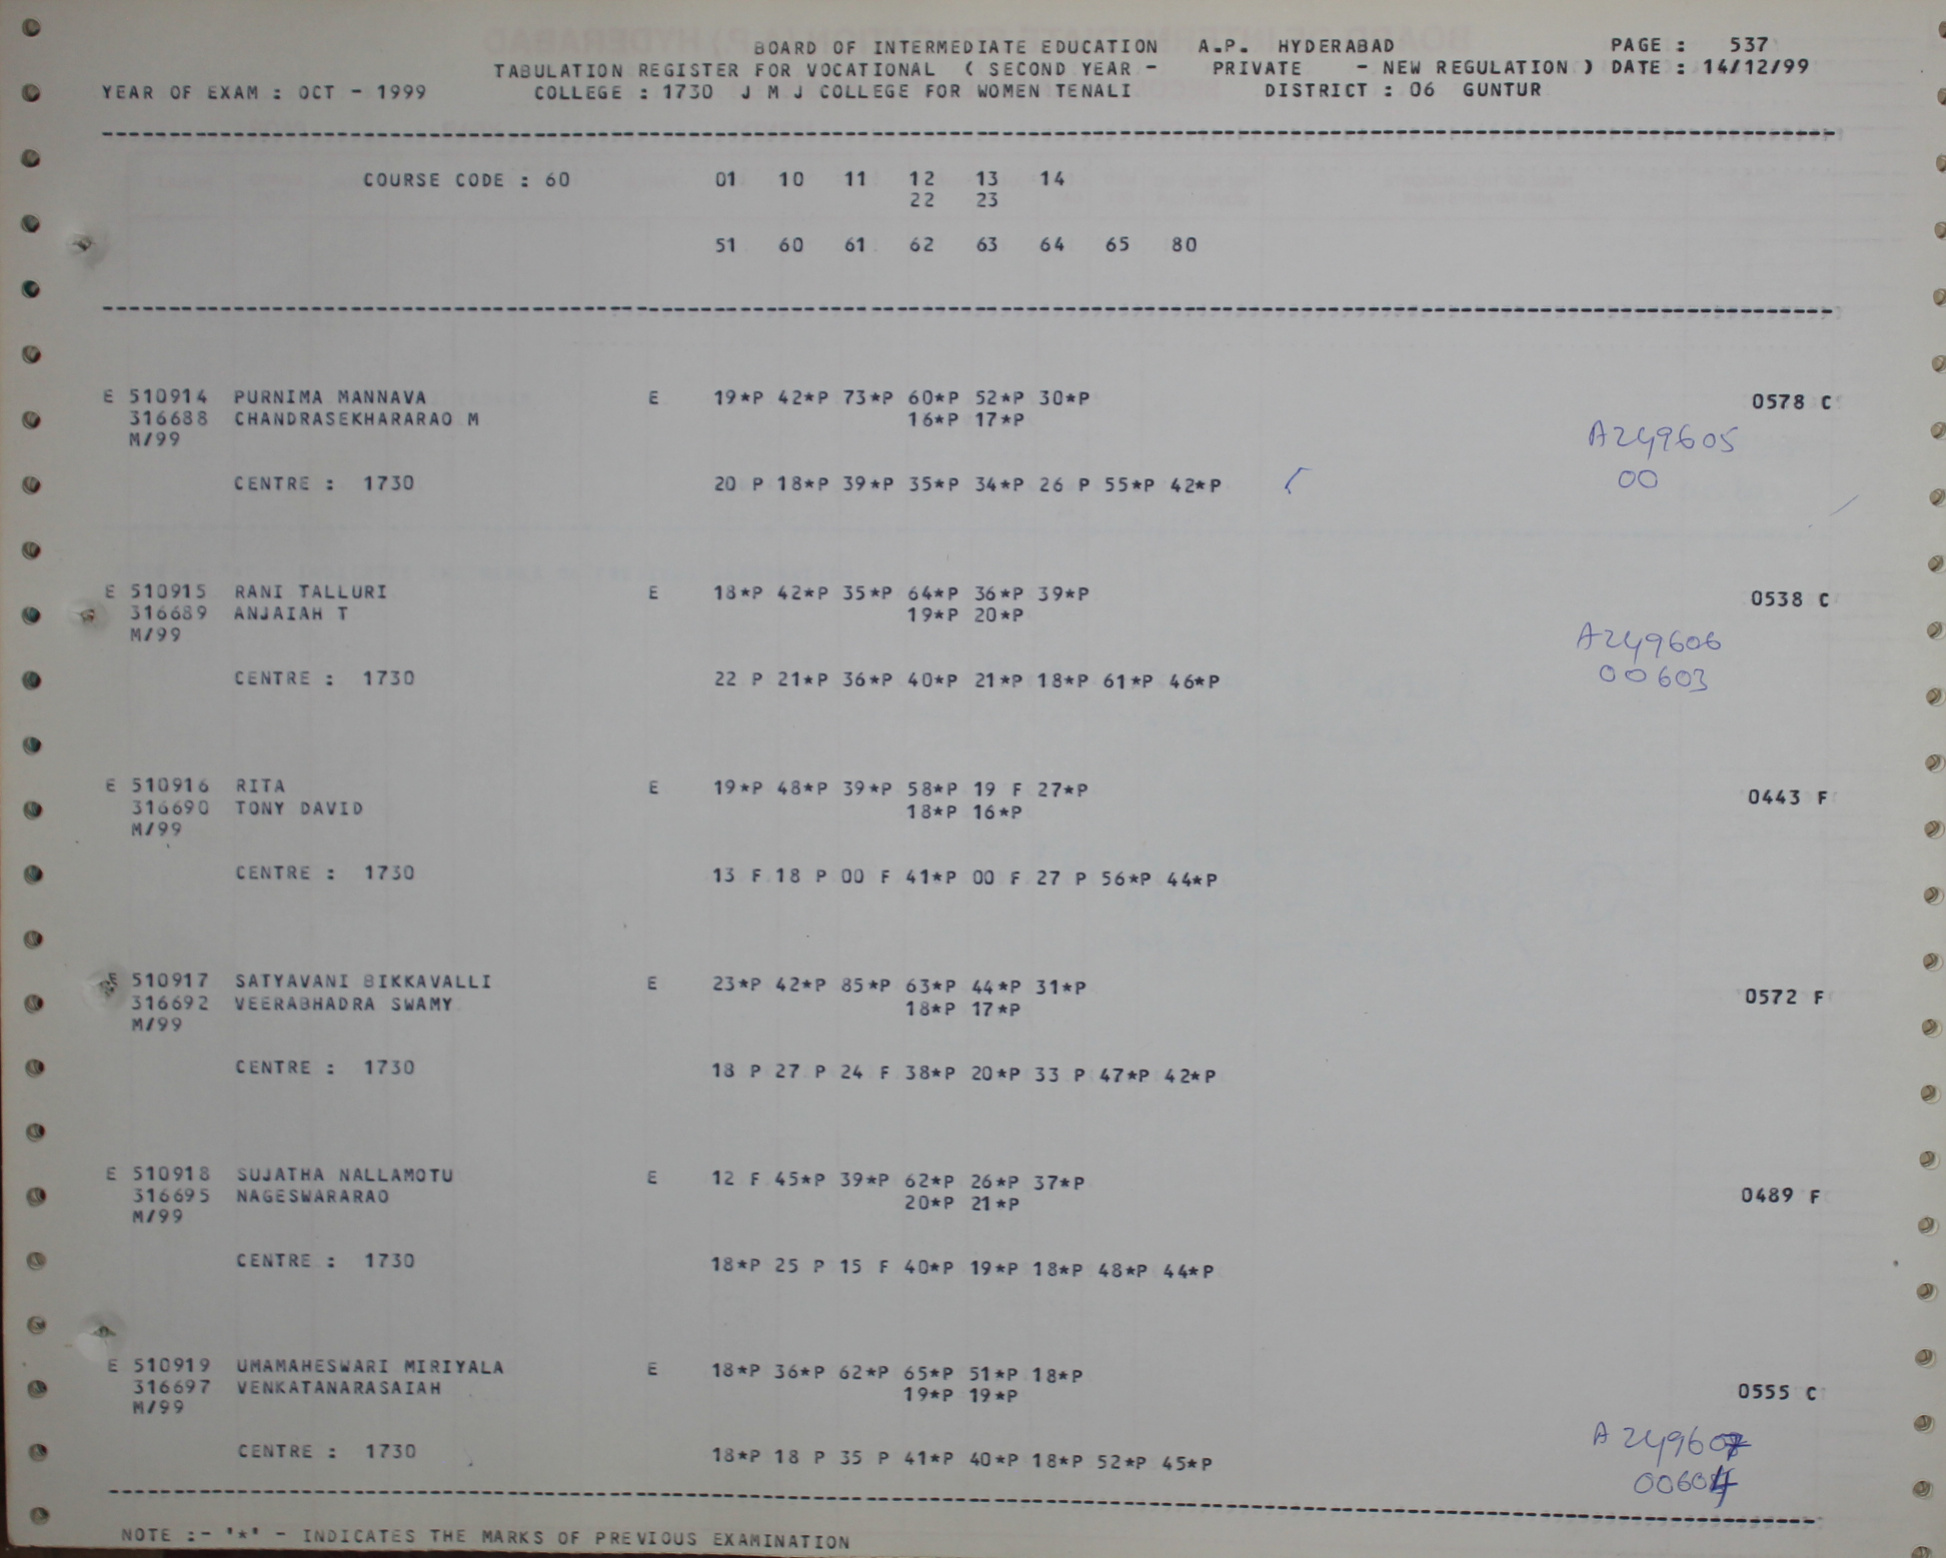 BOARD OF INTERMEDIATE EDUCATION A.P. HYDERABAD PAGE : 537
TABULATION REGISTER FOR VOCATIONAL ( SECOND YEAR - PRIVATE - NEW REGULATION ) DATE : 14/12/99
YEAR OF EXAM : OCT - 1999 COLLEGE : 1730 J M J COLLEGE FOR WOMEN TENALI DISTRICT : 06 GUNTUR
COURSE CODE : 60 01 10 11 12 13 14
22 23
51 60 61 62 63 64 65 80
E 510914 PURNIMA MANNAVA E 19*P 42*P 73*P 60*P 52*P 30*P 0578 C
316688 CHANDRASEKHARARAO M 16*P 17*P
M/99 A249605
CENTRE : 1730 20 P 18*P 39*P 35*P 34*P 26 P 55*P 42*P 00
E 510915 RANI TALLURI E 18*P 42*P 35*P 64*P 36*P 39*P 0538 C
316689 ANJAIAH T 19*P 20*P
M/99 A249606
CENTRE : 1730 22 P 21*P 36*P 40*P 21*P 18*P 61*P 46*P 00603
E 510916 RITA E 19*P 48*P 39*P 58*P 19 F 27*P 0443 F
316690 TONY DAVID 18*P 16*P
M/99
CENTRE : 1730 13 F 18 P 00 F 41*P 00 F 27 P 56*P 44*P
E 510917 SATYAVANI BIKKAVALLI E 23*P 42*P 85*P 63*P 44*P 31*P 0572 F
316692 VEERABHADRA SWAMY 18*P 17*P
M/99
CENTRE : 1730 18 P 27 P 24 F 38*P 20*P 33 P 47*P 42*P
E 510918 SUJATHA NALLAMOTU E 12 F 45*P 39*P 62*P 26*P 37*P 0489 F
316695 NAGESWARARAO 20*P 21*P
M/99
CENTRE : 1730 18*P 25 P 15 F 40*P 19*P 18*P 48*P 44*P
E 510919 UMAMAHESWARI MIRIYALA E 18*P 36*P 62*P 65*P 51*P 18*P 0555 C
316697 VENKATANARASAIAH 19*P 19*P
M/99 A249607
CENTRE : 1730 18*P 18 P 35 P 41*P 40*P 18*P 52*P 45*P 00604
NOTE :- '*' - INDICATES THE MARKS OF PREVIOUS EXAMINATION